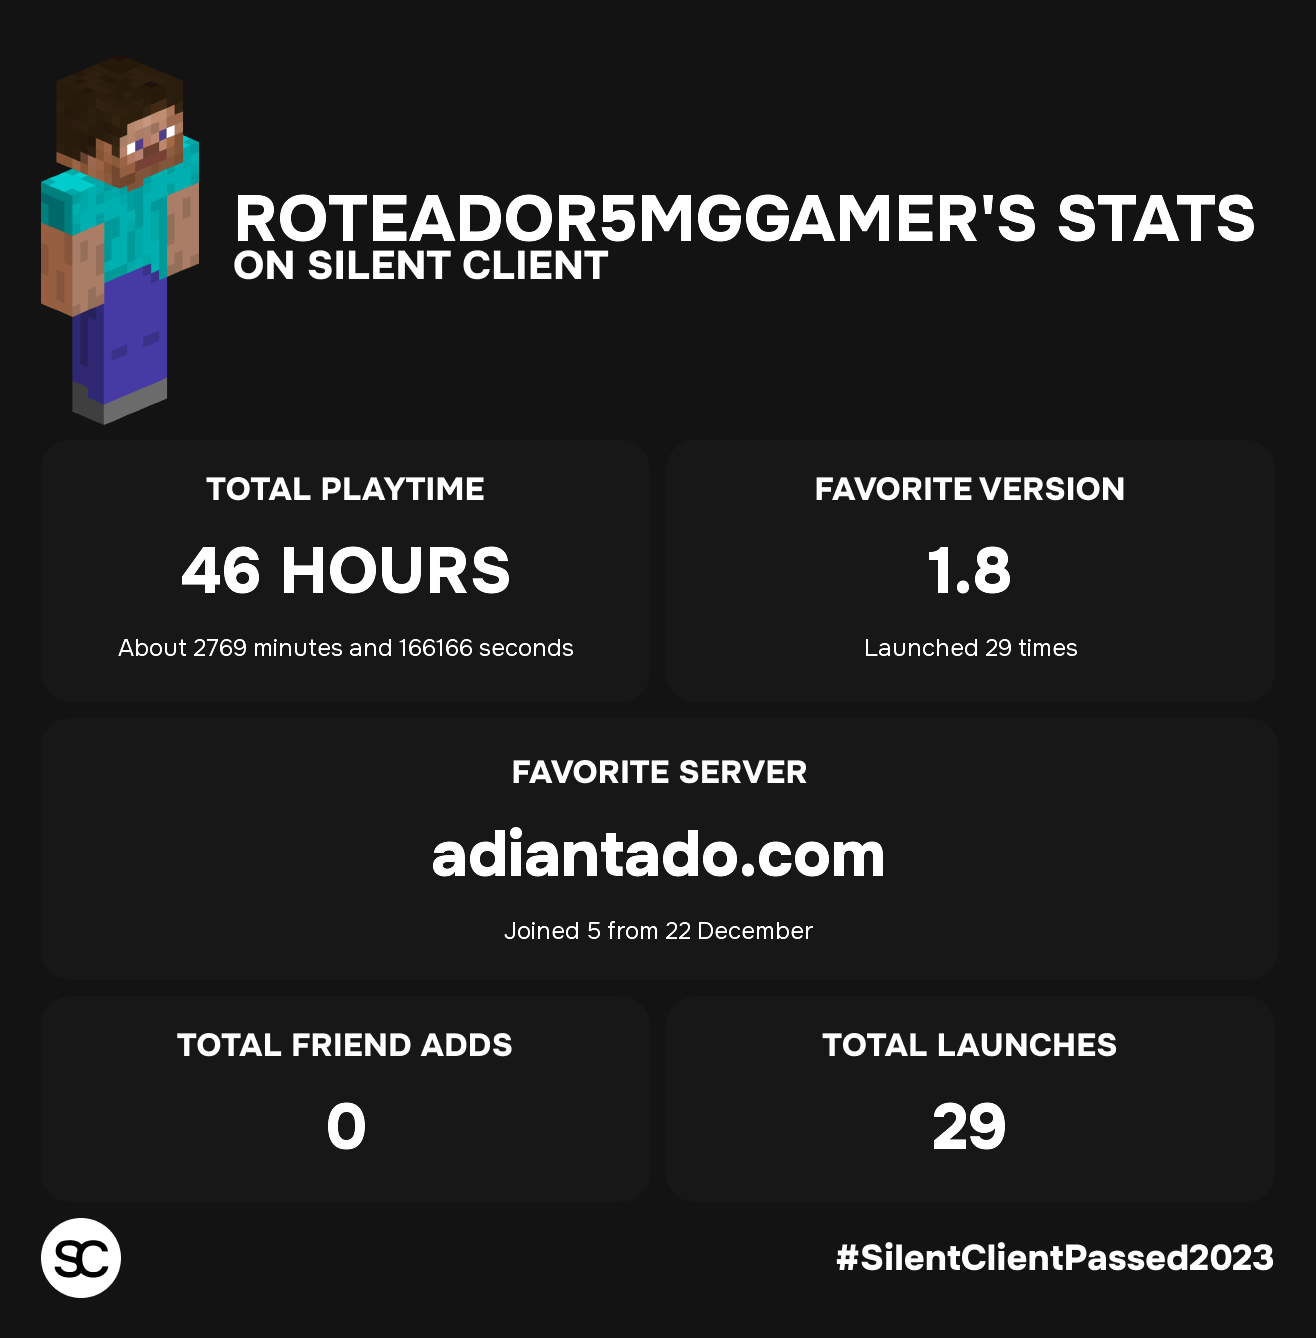 ROTEADOR5MGGAMER'S STATS
ON SILENT CLIENT
TOTAL PLAYTIME
46 HOURS
About 2769 minutes and 166166 seconds
FAVORITE VERSION
1.8
Launched 29 times
FAVORITE SERVER
adiantado.com
Joined 5 from 22 December
TOTAL FRIEND ADDS
0
TOTAL LAUNCHES
29
SC
#SilentClientPassed2023